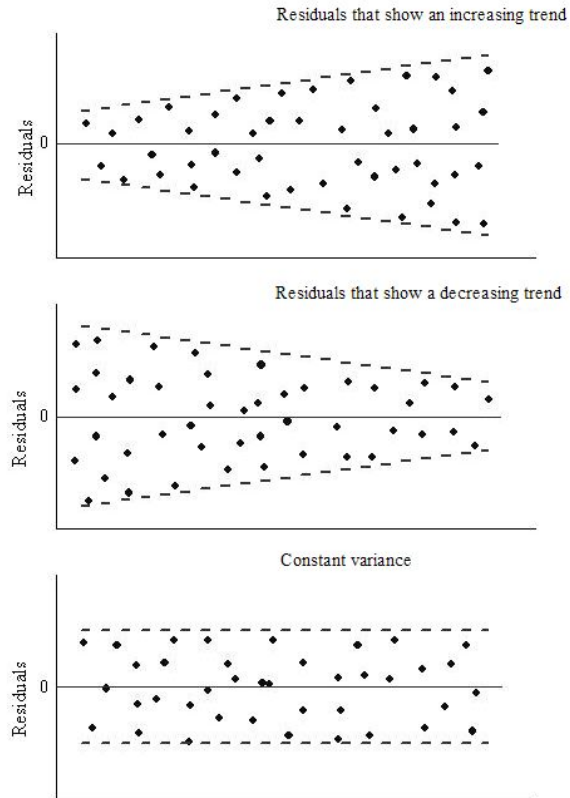 Residuals that show an increasing trend
Residuals
0
Residuals that show a decreasing trend
Residuals
0
Constant variance
Residuals
0